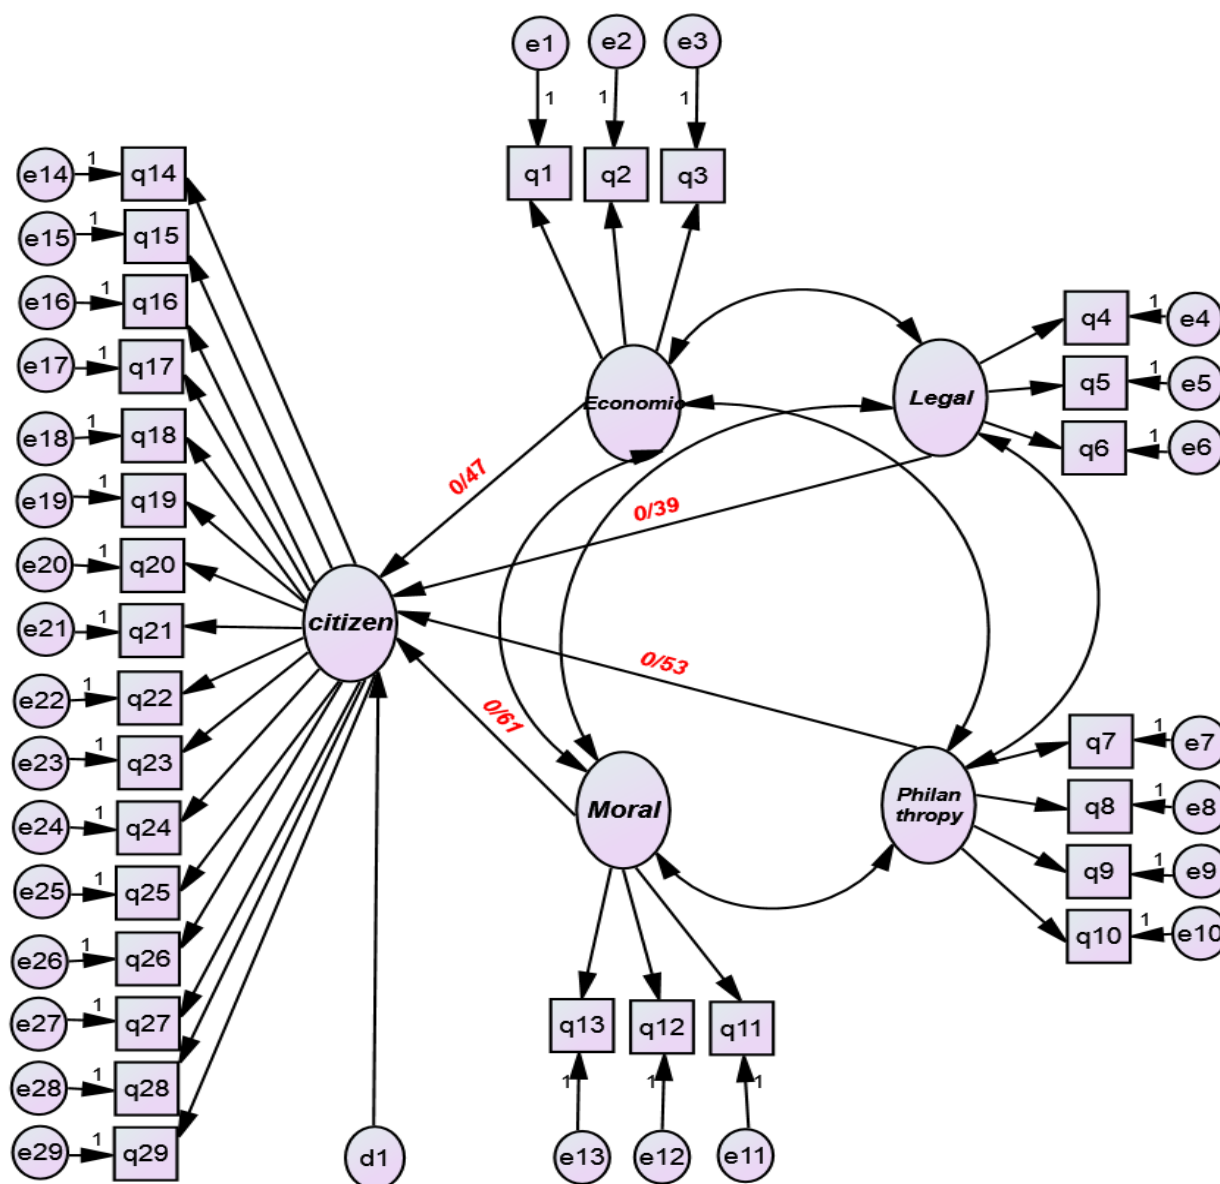 e1
e2
e3
1
1
1
q1
q2
q3
e14
1
q14
e15
1
q15
e16
1
q16
e17
1
q17
e18
1
q18
e19
1
q19
e20
1
q20
e21
1
q21
e22
1
q22
e23
1
q23
e24
1
q24
e25
1
q25
e26
1
q26
e27
1
q27
e28
1
q28
e29
1
q29
citizen
d1
Economic
Legal
q4
1
e4
q5
1
e5
q6
1
e6
0/47
0/39
0/53
0/61
Moral
Philan
thropy
q7
1
e7
q8
1
e8
q9
1
e9
q10
1
e10
q13
q12
q11
1
1
1
e13
e12
e11